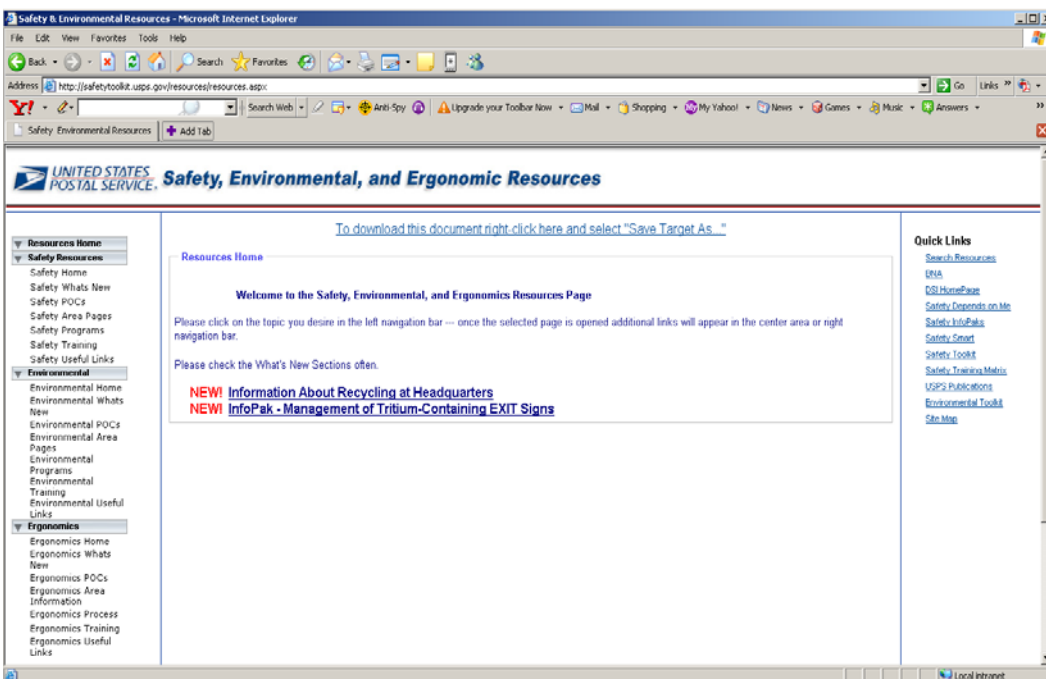 Safety & Environmental Resources - Microsoft Internet Explorer
File Edit View Favorites Tools Help
Back Search Favorites
Address http://safetytoolkit.usps.gov/resources/resources.aspx Go Links »
Y! Search Web Anti-Spy Upgrade your Toolbar Now Mail Shopping My Yahoo! News Games Music Answers »
Safety Environmental Resources Add Tab
UNITED STATES
POSTAL SERVICE.
Safety, Environmental, and Ergonomic Resources
Resources Home
Safety Resources
Safety Home
Safety Whats New
Safety POCs
Safety Area Pages
Safety Programs
Safety Training
Safety Useful Links
Environmental
Environmental Home
Environmental Whats
New
Environmental POCs
Environmental Area
Pages
Environmental
Programs
Environmental
Training
Environmental Useful
Links
Ergonomics
Ergonomics Home
Ergonomics Whats
New
Ergonomics POCs
Ergonomics Area
Information
Ergonomics Process
Ergonomics Training
Ergonomics Useful
Links
To download this document right-click here and select "Save Target As..."
Resources Home
Welcome to the Safety, Environmental, and Ergonomics Resources Page
Please click on the topic you desire in the left navigation bar --- once the selected page is opened additional links will appear in the center area or right
navigation bar.
Please check the What's New Sections often.
NEW! Information About Recycling at Headquarters
NEW! InfoPak - Management of Tritium-Containing EXIT Signs
Quick Links
Search Resources
DNA
DSI HomePage
Safety Depends on Me
Safety InfoPaks
Safety Smart
Safety Toolkit
Safety Training Matrix
USPS Publications
Environmental Toolkit
Site Map
Local intranet